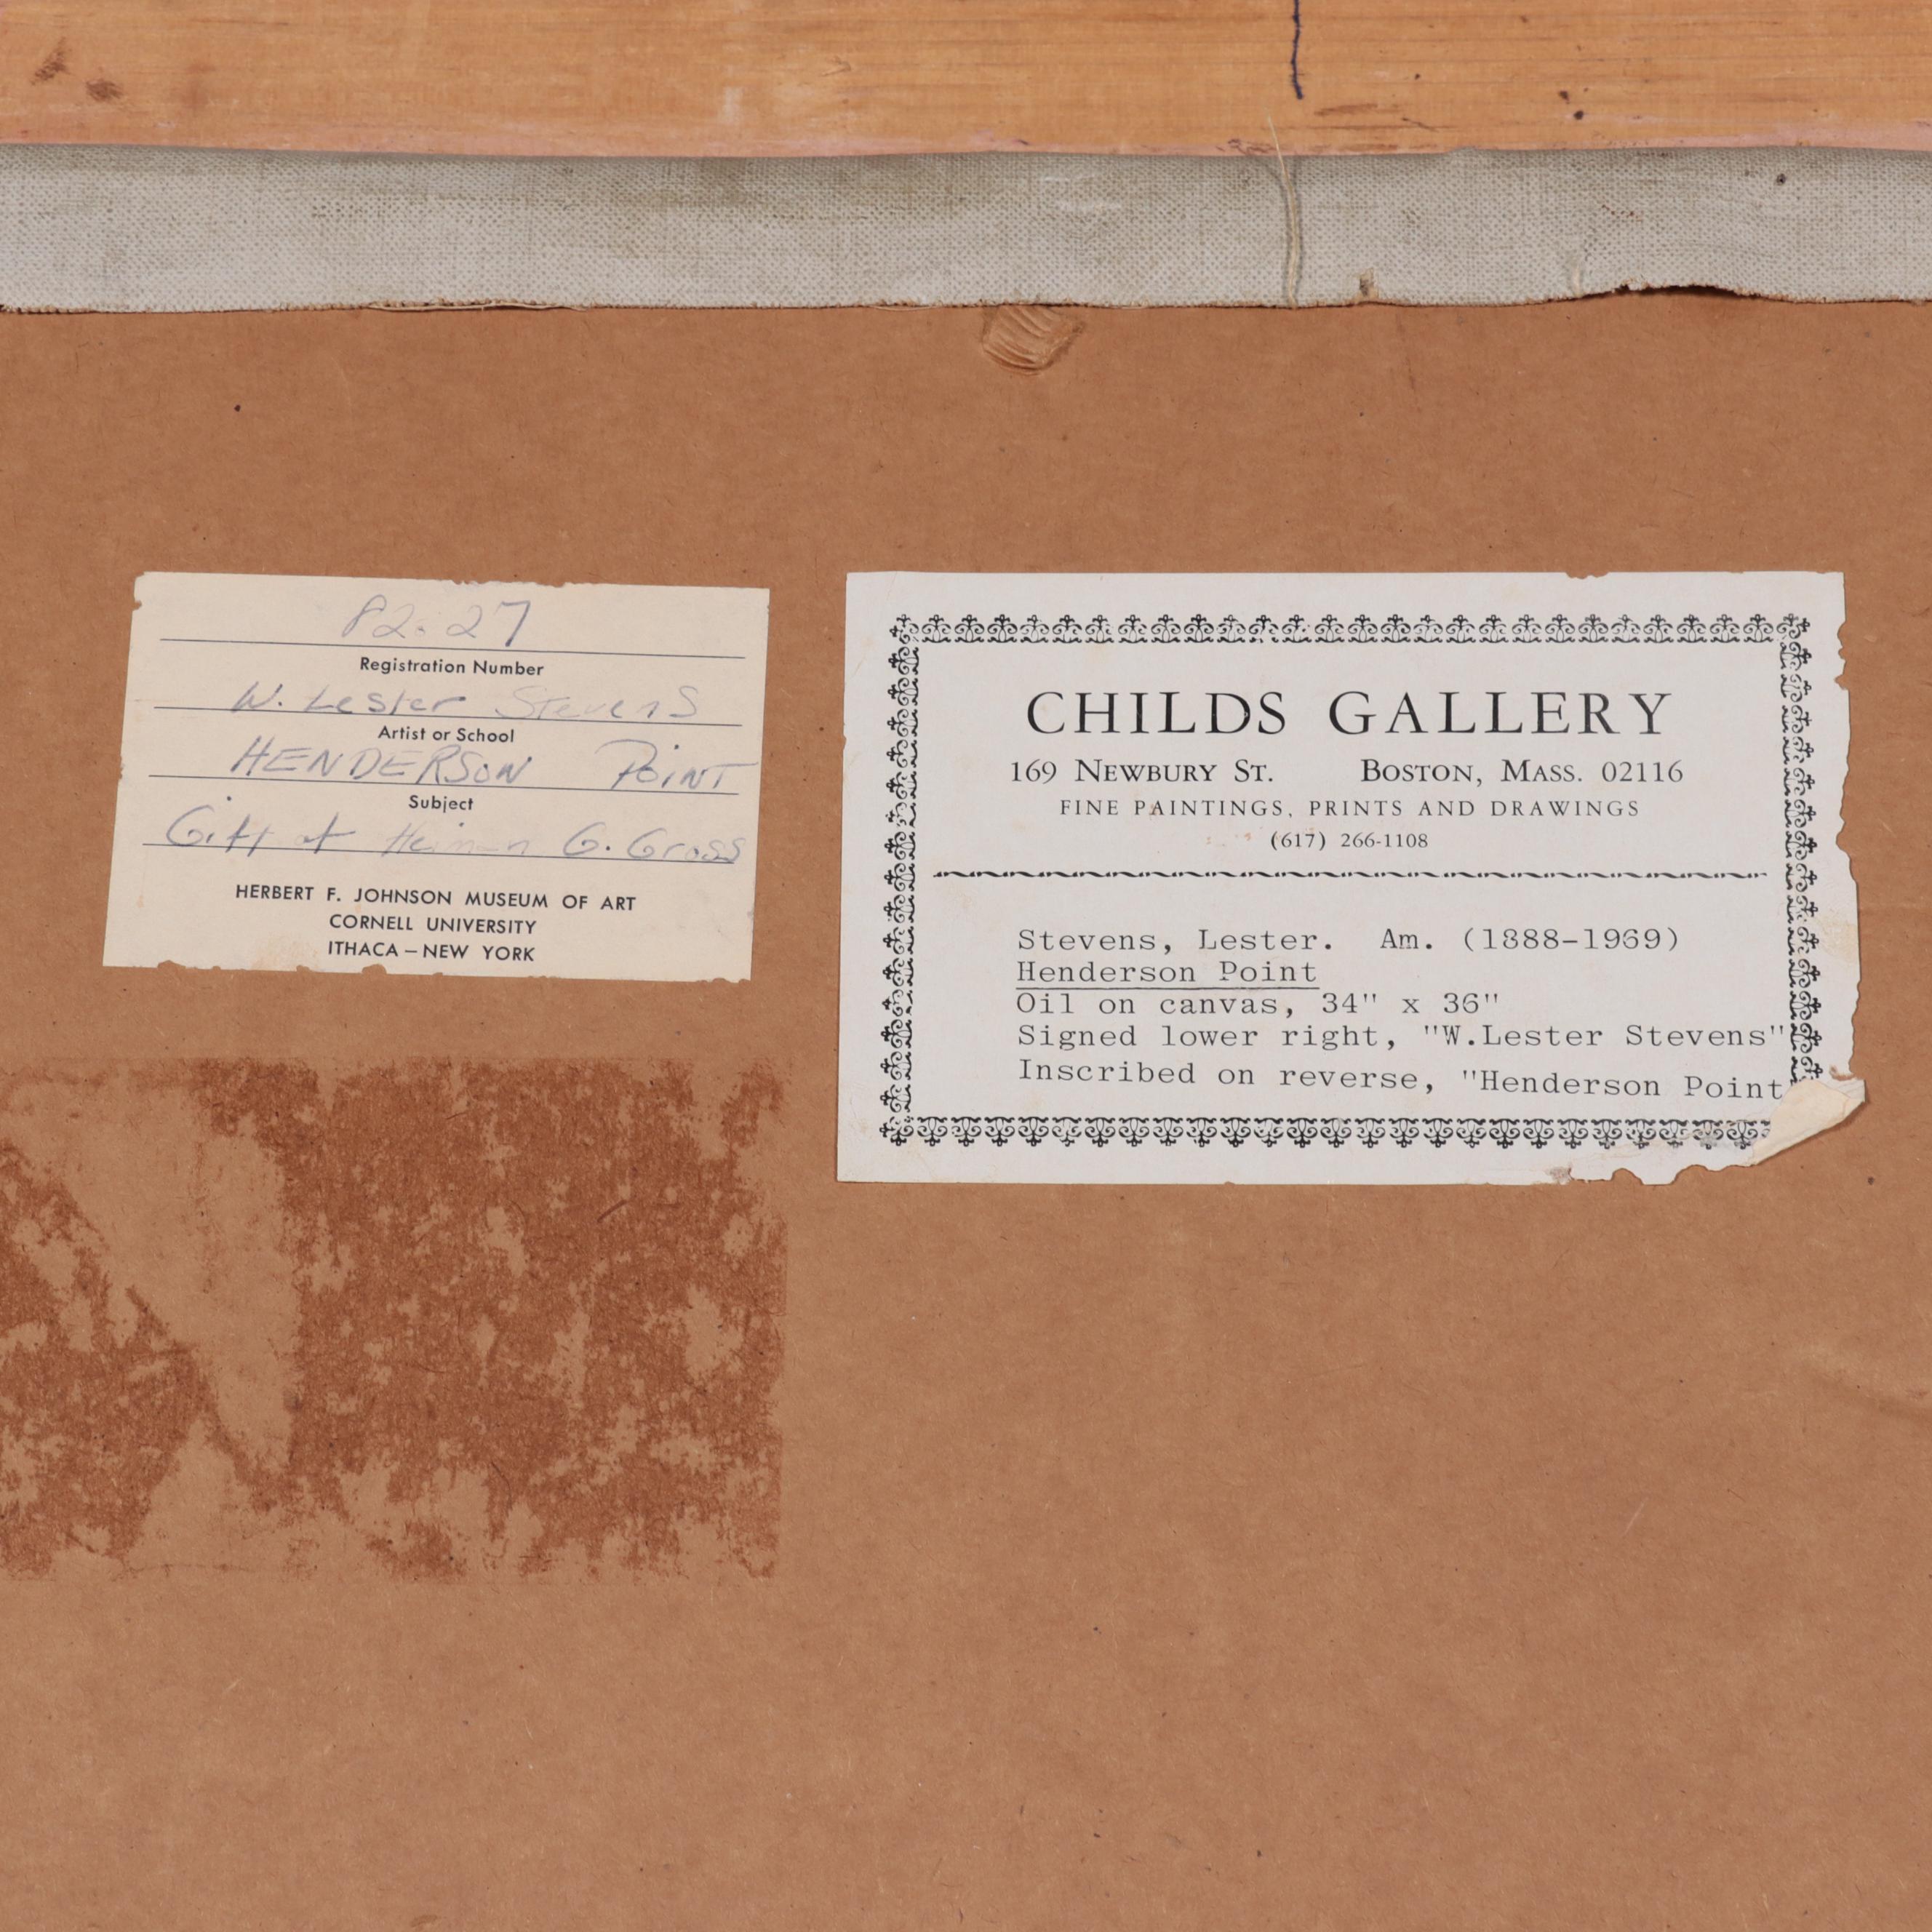 82.27
Registration Number
W. Lester Stevens
Artist or School
HENDERSON POINT
Subject
Gift of G. Gross
HERBERT F. JOHNSON MUSEUM OF ART
CORNELL UNIVERSITY
ITHACA – NEW YORK
CHILDS GALLERY
169 NEWBURY ST. BOSTON, MASS. 02116
FINE PAINTINGS, PRINTS AND DRAWINGS
(617) 266-1108
Stevens, Lester. Am. (1888-1969)
Henderson Point
Oil on canvas, 34" x 36"
Signed lower right, "W.Lester Stevens"
Inscribed on reverse, "Henderson Point